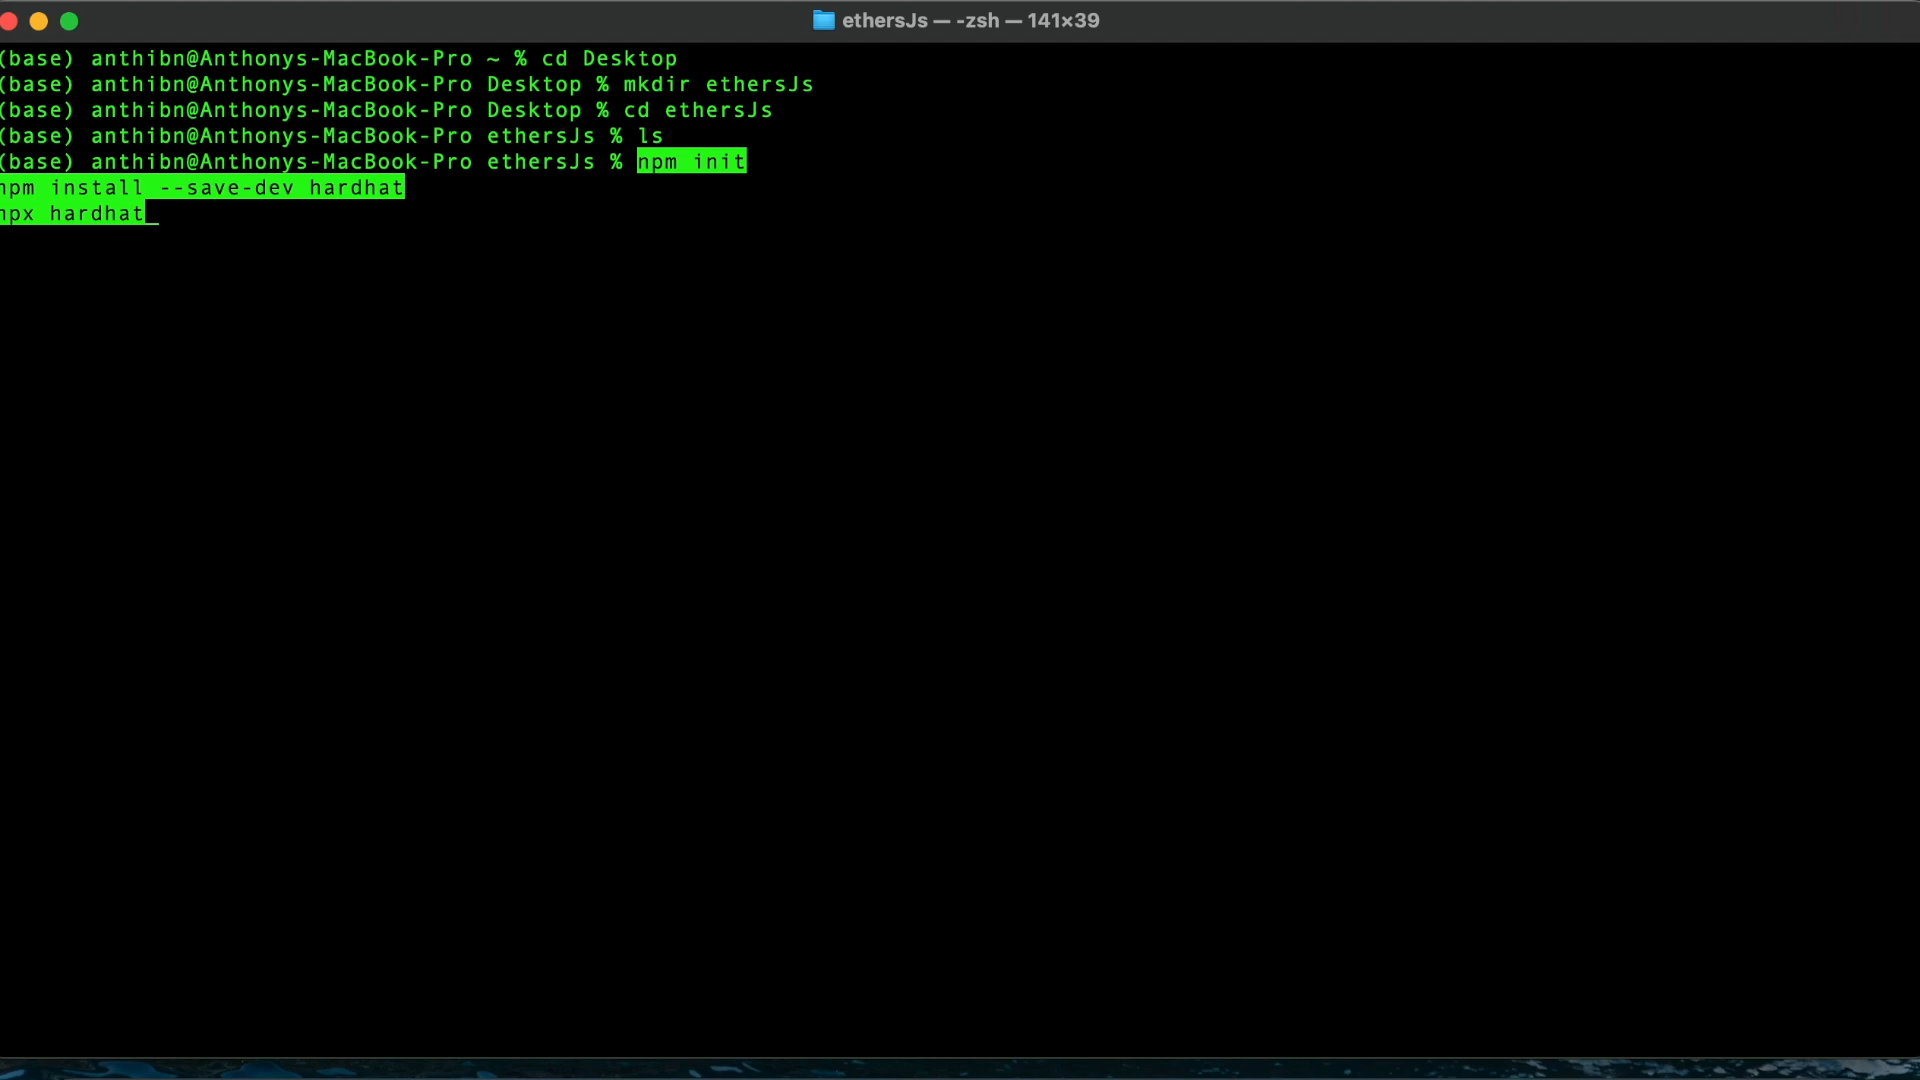 ethersJs — -zsh — 141×39
(base) anthibn@Anthonys-MacBook-Pro ~ % cd Desktop
(base) anthibn@Anthonys-MacBook-Pro Desktop % mkdir ethersJs
(base) anthibn@Anthonys-MacBook-Pro Desktop % cd ethersJs
(base) anthibn@Anthonys-MacBook-Pro ethersJs % ls
(base) anthibn@Anthonys-MacBook-Pro ethersJs % npm init
npm install --save-dev hardhat
npx hardhat_